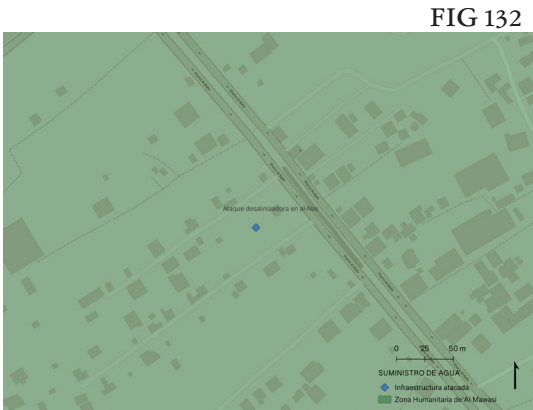 FIG 132
Ataque desalinizadora en al-Nas
0 25 50 m
SUMINISTRO DE AGUA
Infraestructura atacada
Zona Humanitaria de 'Al Mawasi